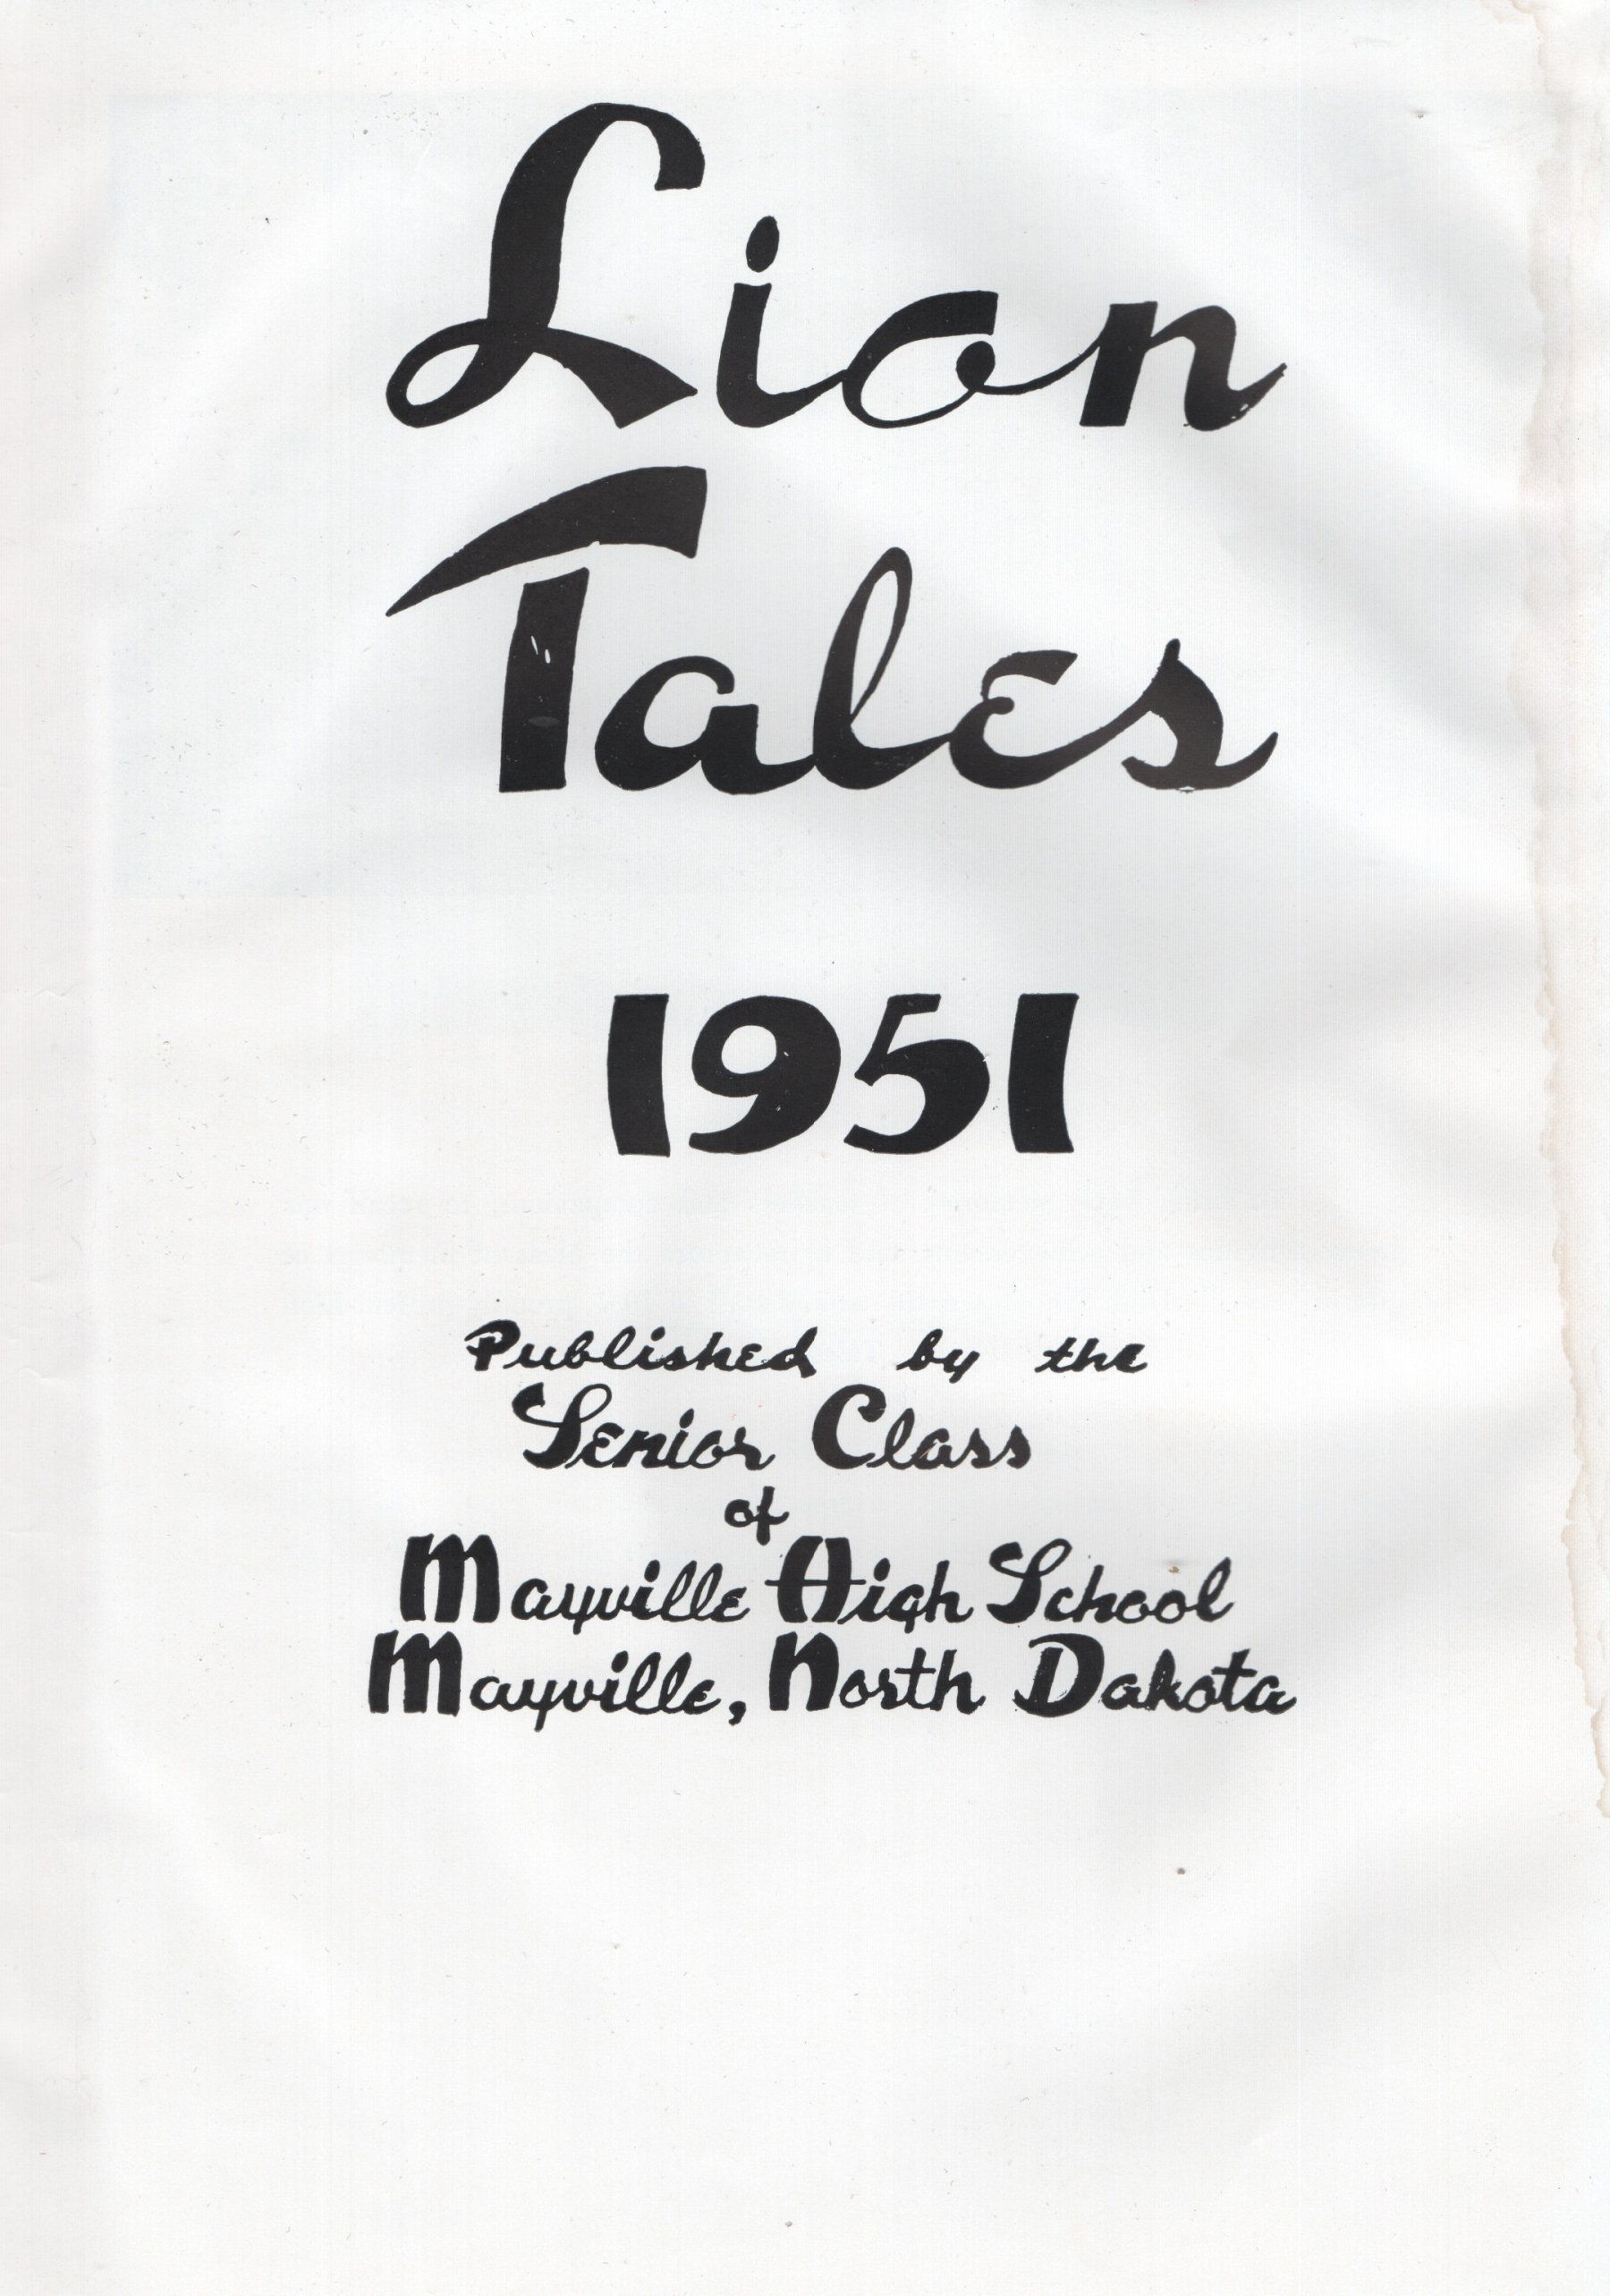 Lion
Tales
1951
Published by the
Senior Class
of
Mayville High School
Mayville, North Dakota